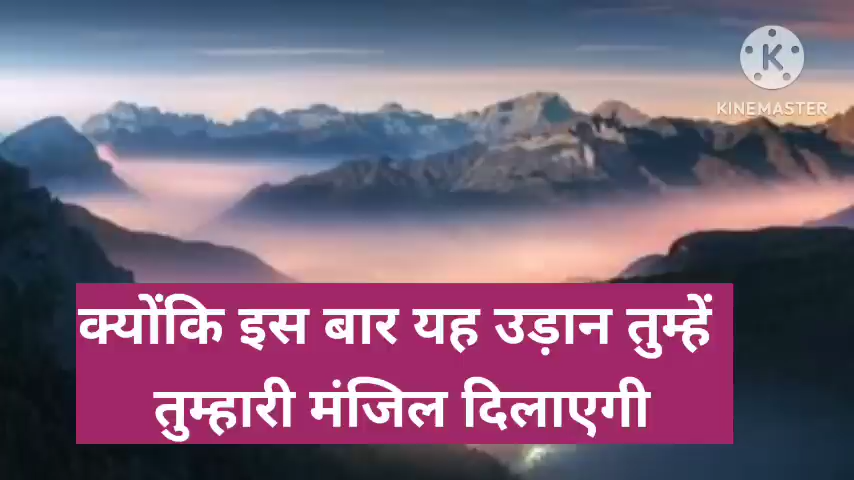 KINEMASTER
क्योंकि इस बार यह उड़ान तुम्हें
तुम्हारी मंजिल दिलाएगी